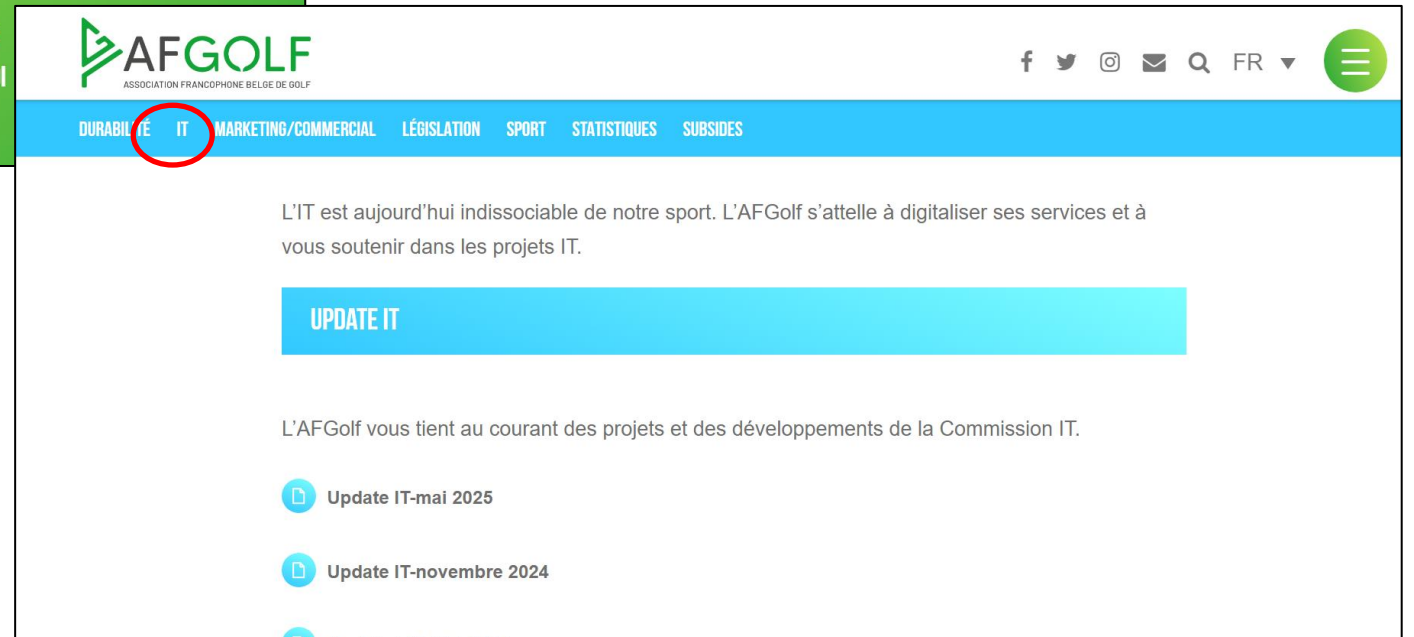 AFGOLF
ASSOCIATION FRANCOPHONE BELGE DE GOLF
FR
DURABILITÉ IT MARKETING/COMMERCIAL LÉGISLATION SPORT STATISTIQUES SUBSIDES
L’IT est aujourd’hui indissociable de notre sport. L’AFGolf s’attelle à digitaliser ses services et à
vous soutenir dans les projets IT.
UPDATE IT
L’AFGolf vous tient au courant des projets et des développements de la Commission IT.
Update IT-mai 2025
Update IT-novembre 2024